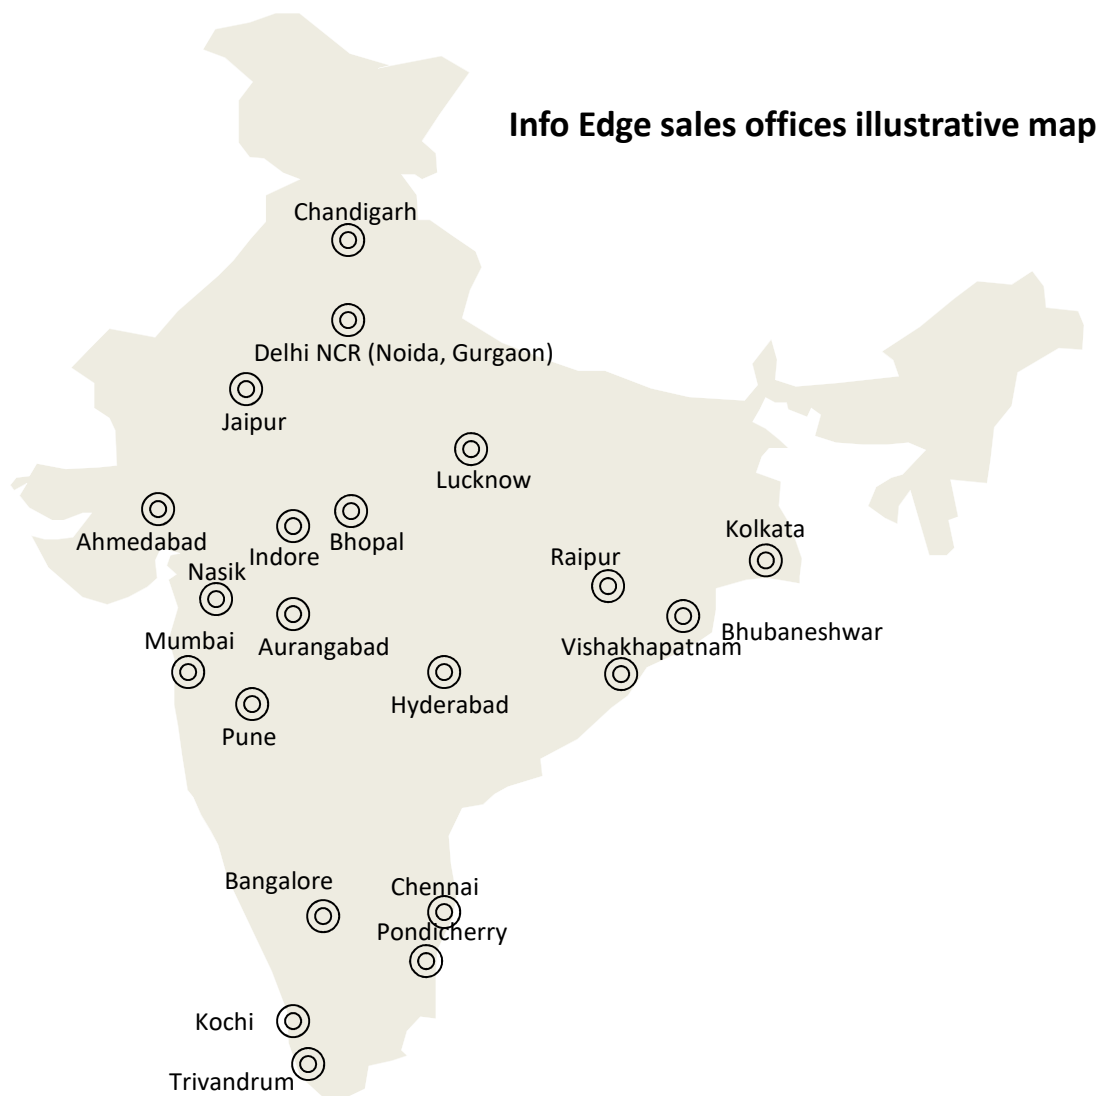 Info Edge sales offices illustrative map
Chandigarh
Delhi NCR (Noida, Gurgaon)
Jaipur
Lucknow
Ahmedabad
Indore
Bhopal
Kolkata
Raipur
Nasik
Bhubaneshwar
Mumbai
Aurangabad
Vishakhapatnam
Hyderabad
Pune
Bangalore
Chennai
Pondicherry
Kochi
Trivandrum